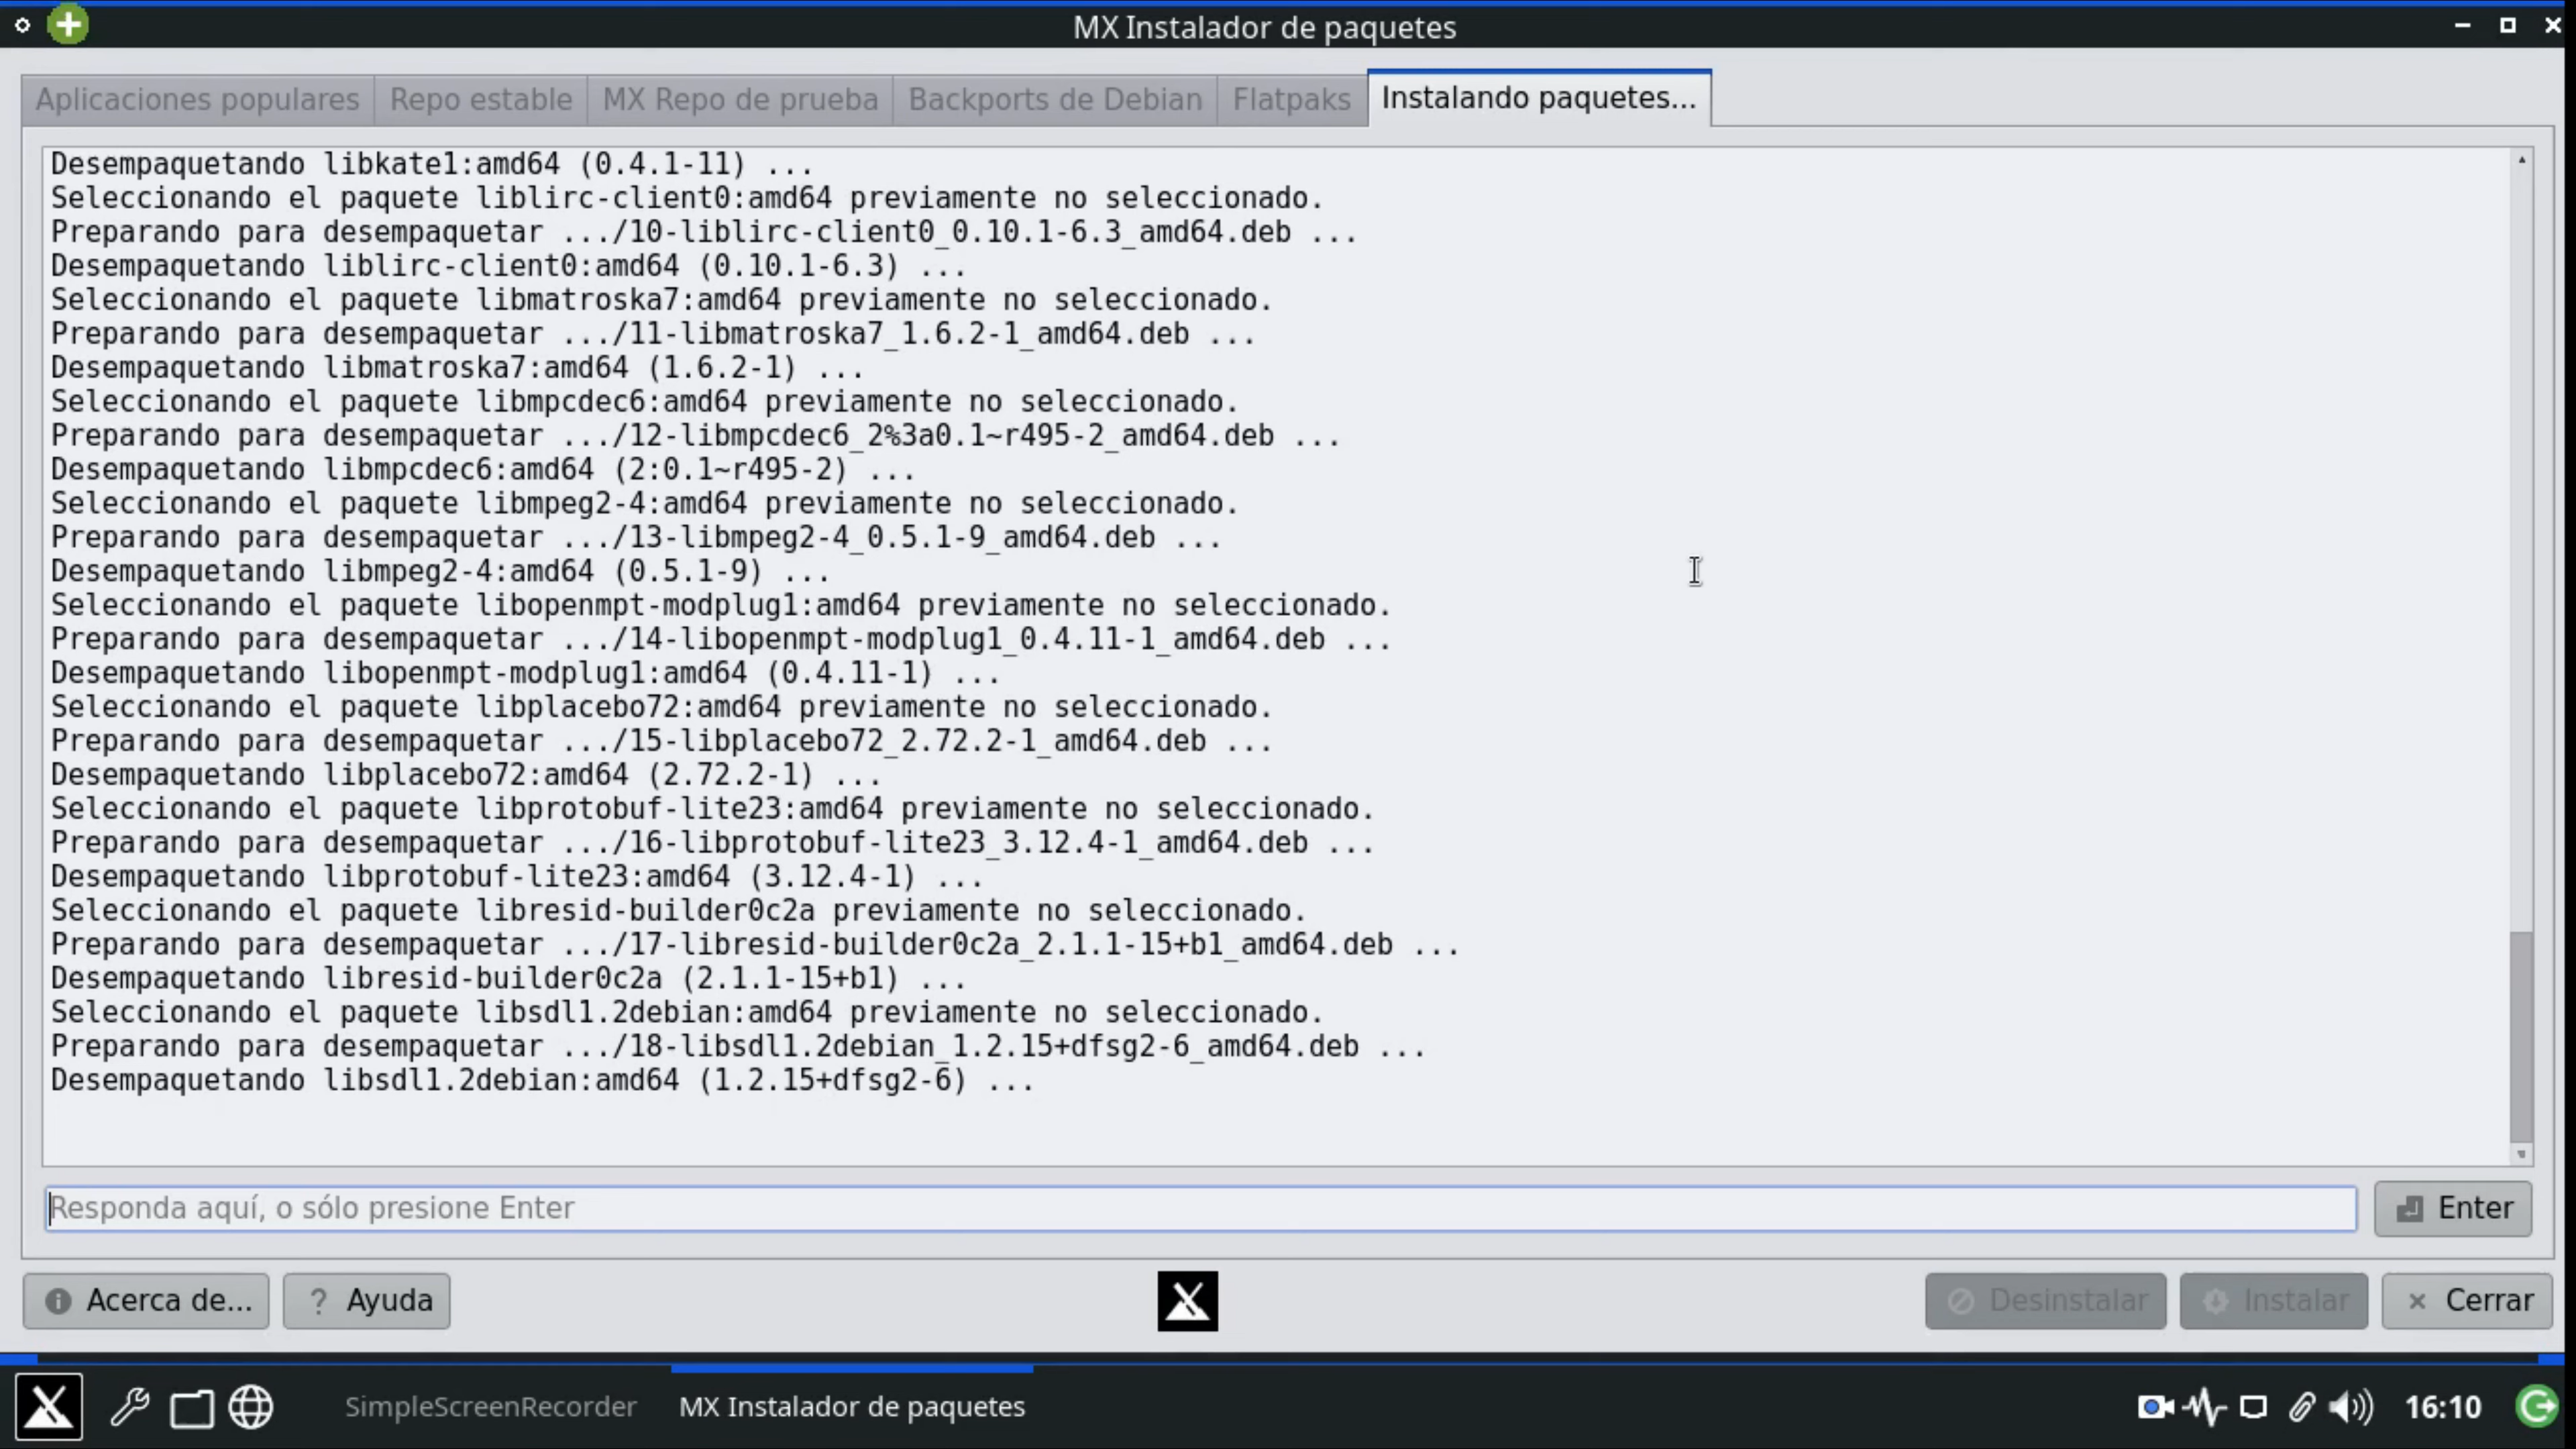 MX Instalador de paquetes
Aplicaciones populares
Repo estable
MX Repo de prueba
Backports de Debian
Flatpaks
Instalando paquetes...
Desempaquetando libkate1:amd64 (0.4.1-11) ...
Seleccionando el paquete liblirc-client0:amd64 previamente no seleccionado.
Preparando para desempaquetar .../10-liblirc-client0_0.10.1-6.3_amd64.deb ...
Desempaquetando liblirc-client0:amd64 (0.10.1-6.3) ...
Seleccionando el paquete libmatroska7:amd64 previamente no seleccionado.
Preparando para desempaquetar .../11-libmatroska7_1.6.2-1_amd64.deb ...
Desempaquetando libmatroska7:amd64 (1.6.2-1) ...
Seleccionando el paquete libmpcdec6:amd64 previamente no seleccionado.
Preparando para desempaquetar .../12-libmpcdec6_2%3a0.1~r495-2_amd64.deb ...
Desempaquetando libmpcdec6:amd64 (2:0.1~r495-2) ...
Seleccionando el paquete libmpeg2-4:amd64 previamente no seleccionado.
Preparando para desempaquetar .../13-libmpeg2-4_0.5.1-9_amd64.deb ...
Desempaquetando libmpeg2-4:amd64 (0.5.1-9) ...
Seleccionando el paquete libopenmpt-modplug1:amd64 previamente no seleccionado.
Preparando para desempaquetar .../14-libopenmpt-modplug1_0.4.11-1_amd64.deb ...
Desempaquetando libopenmpt-modplug1:amd64 (0.4.11-1) ...
Seleccionando el paquete libplacebo72:amd64 previamente no seleccionado.
Preparando para desempaquetar .../15-libplacebo72_2.72.2-1_amd64.deb ...
Desempaquetando libplacebo72:amd64 (2.72.2-1) ...
Seleccionando el paquete libprotobuf-lite23:amd64 previamente no seleccionado.
Preparando para desempaquetar .../16-libprotobuf-lite23_3.12.4-1_amd64.deb ...
Desempaquetando libprotobuf-lite23:amd64 (3.12.4-1) ...
Seleccionando el paquete libresid-builder0c2a previamente no seleccionado.
Preparando para desempaquetar .../17-libresid-builder0c2a_2.1.1-15+b1_amd64.deb ...
Desempaquetando libresid-builder0c2a (2.1.1-15+b1) ...
Seleccionando el paquete libsdl1.2debian:amd64 previamente no seleccionado.
Preparando para desempaquetar .../18-libsdl1.2debian_1.2.15+dfsg2-6_amd64.deb ...
Desempaquetando libsdl1.2debian:amd64 (1.2.15+dfsg2-6) ...
Responda aquí, o sólo presione Enter
Enter
Acerca de...
Ayuda
Desinstalar
Instalar
Cerrar
SimpleScreenRecorder
MX Instalador de paquetes
16:10